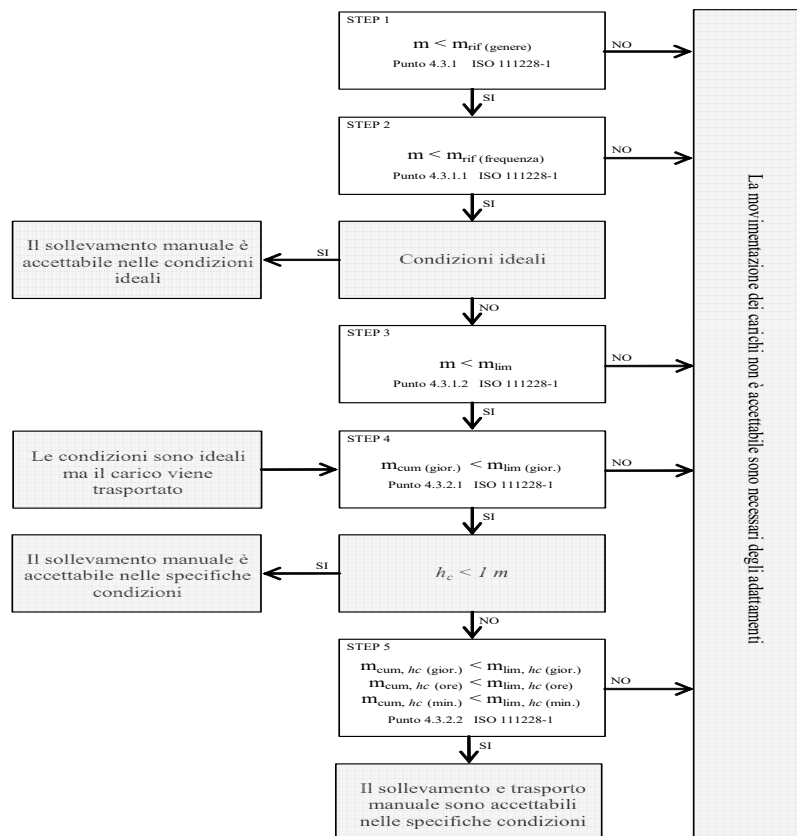 STEP 1
m < mrif (genere)
Punto 4.3.1 ISO 111228-1
NO
SI
STEP 2
m < mrif (frequenza)
Punto 4.3.1.1 ISO 111228-1
NO
SI
Il sollevamento manuale è
accettabile nelle condizioni
ideali
SI
Condizioni ideali
NO
STEP 3
m < mlim
Punto 4.3.1.2 ISO 111228-1
NO
SI
Le condizioni sono ideali
ma il carico viene
trasportato
STEP 4
mcum (gior.) < mlim (gior.)
Punto 4.3.2.1 ISO 111228-1
NO
SI
Il sollevamento manuale è
accettabile nelle specifiche
condizioni
SI
hc < 1 m
NO
STEP 5
mcum, hc (gior.) < mlim, hc (gior.)
mcum, hc (ore) < mlim, hc (ore)
mcum, hc (min.) < mlim, hc (min.)
Punto 4.3.2.2 ISO 111228-1
NO
SI
Il sollevamento e trasporto
manuale sono accettabili
nelle specifiche condizioni
La movimentazione dei carichi non è accettabile sono necessari degli adattamenti